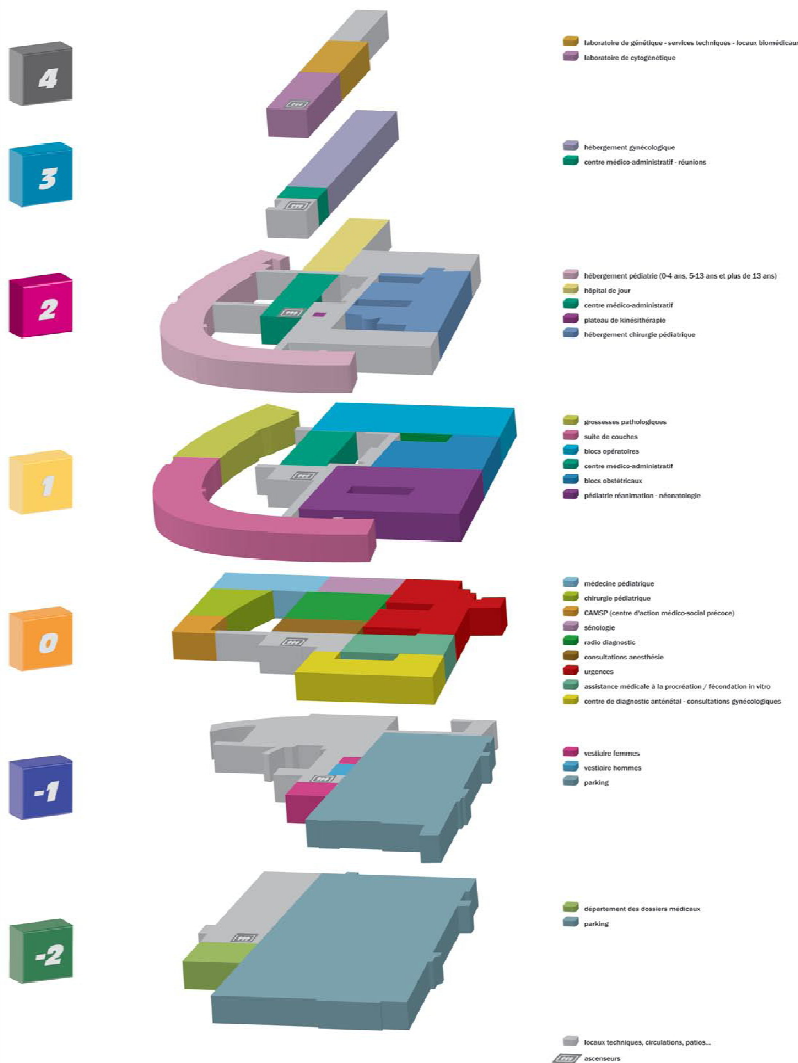 4
laboratoire de génétique - services techniques - locaux biomédicaux
laboratoire de cytogénétique
3
hébergement gynécologique
centre médico-administratif - réunions
2
hébergement pédiatrie (0-4 ans, 5-13 ans et plus de 13 ans)
hôpital de jour
centre médico-administratif
plateau de kinésithérapie
hébergement chirurgie pédiatrique
1
grossesses pathologiques
suite de couches
blocs opératoires
centre médico-administratif
blocs obstétricaux
pédiatrie réanimation - néonatologie
0
médecine pédiatrique
chirurgie pédiatrique
CAMSP (centre d'action médico-social précoce)
sénologie
radio diagnostic
consultations anesthésie
urgences
assistance médicale à la procréation / fécondation in vitro
centre de diagnostic anténatal - consultations gynécologiques
-1
vestiaire femmes
vestiaire hommes
parking
-2
département des dossiers médicaux
parking
locaux techniques, circulations, patios...
ascenseurs